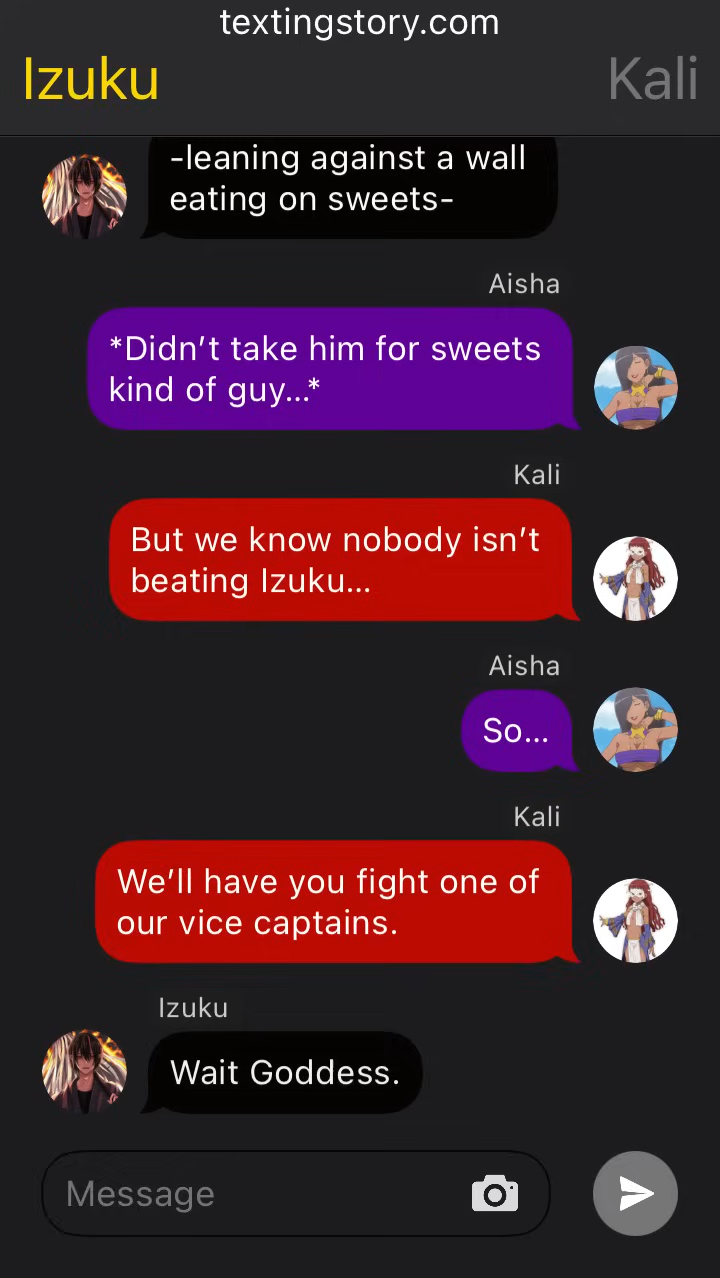 textingstory.com
Izuku
Kali
-leaning against a wall
eating on sweets-
Aisha
*Didn’t take him for sweets
kind of guy...*
Kali
But we know nobody isn’t
beating Izuku...
Aisha
So...
Kali
We’ll have you fight one of
our vice captains.
Izuku
Wait Goddess.
Message